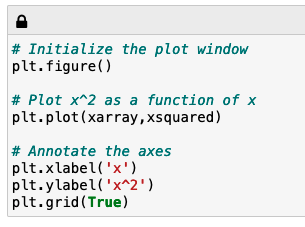 # Initialize the plot window
plt.figure()
# Plot x^2 as a function of x
plt.plot(xarray,xsquared)
# Annotate the axes
plt.xlabel('x')
plt.ylabel('x^2')
plt.grid(True)